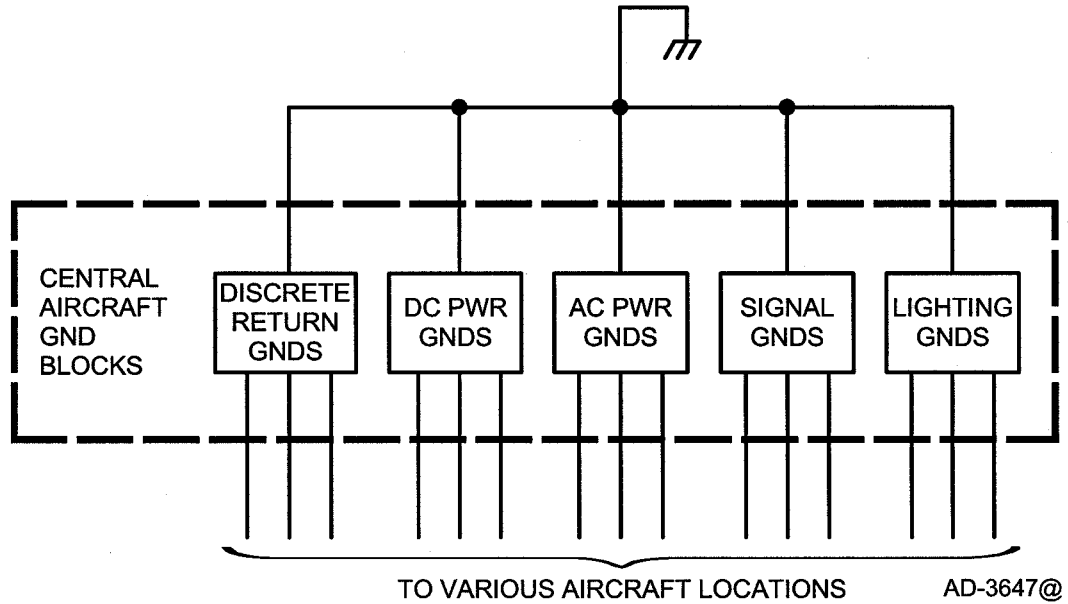 CENTRAL
AIRCRAFT
GND
BLOCKS
DISCRETE
RETURN
GNDS
DC PWR
GNDS
AC PWR
GNDS
SIGNAL
GNDS
LIGHTING
GNDS
TO VARIOUS AIRCRAFT LOCATIONS
AD-3647@